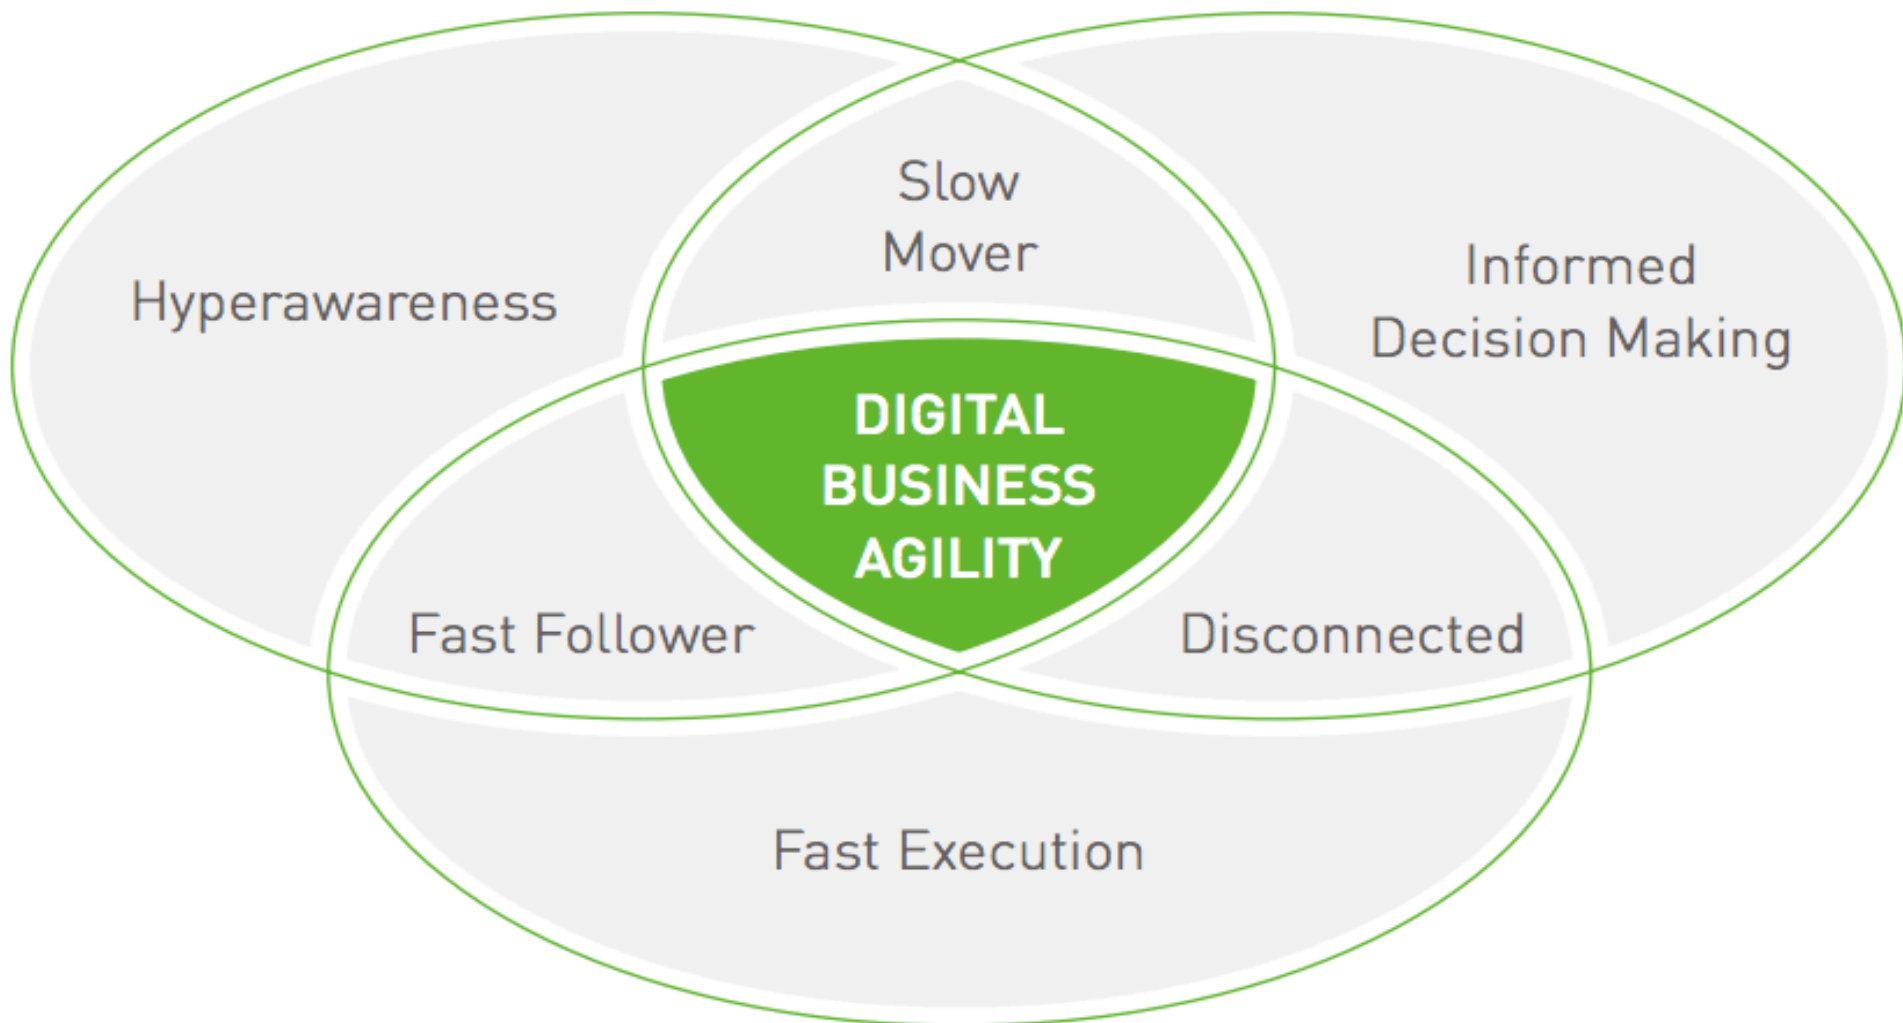 Slow
Mover
Hyperawareness
Informed
Decision Making
DIGITAL
BUSINESS
AGILITY
Fast Follower
Disconnected
Fast Execution